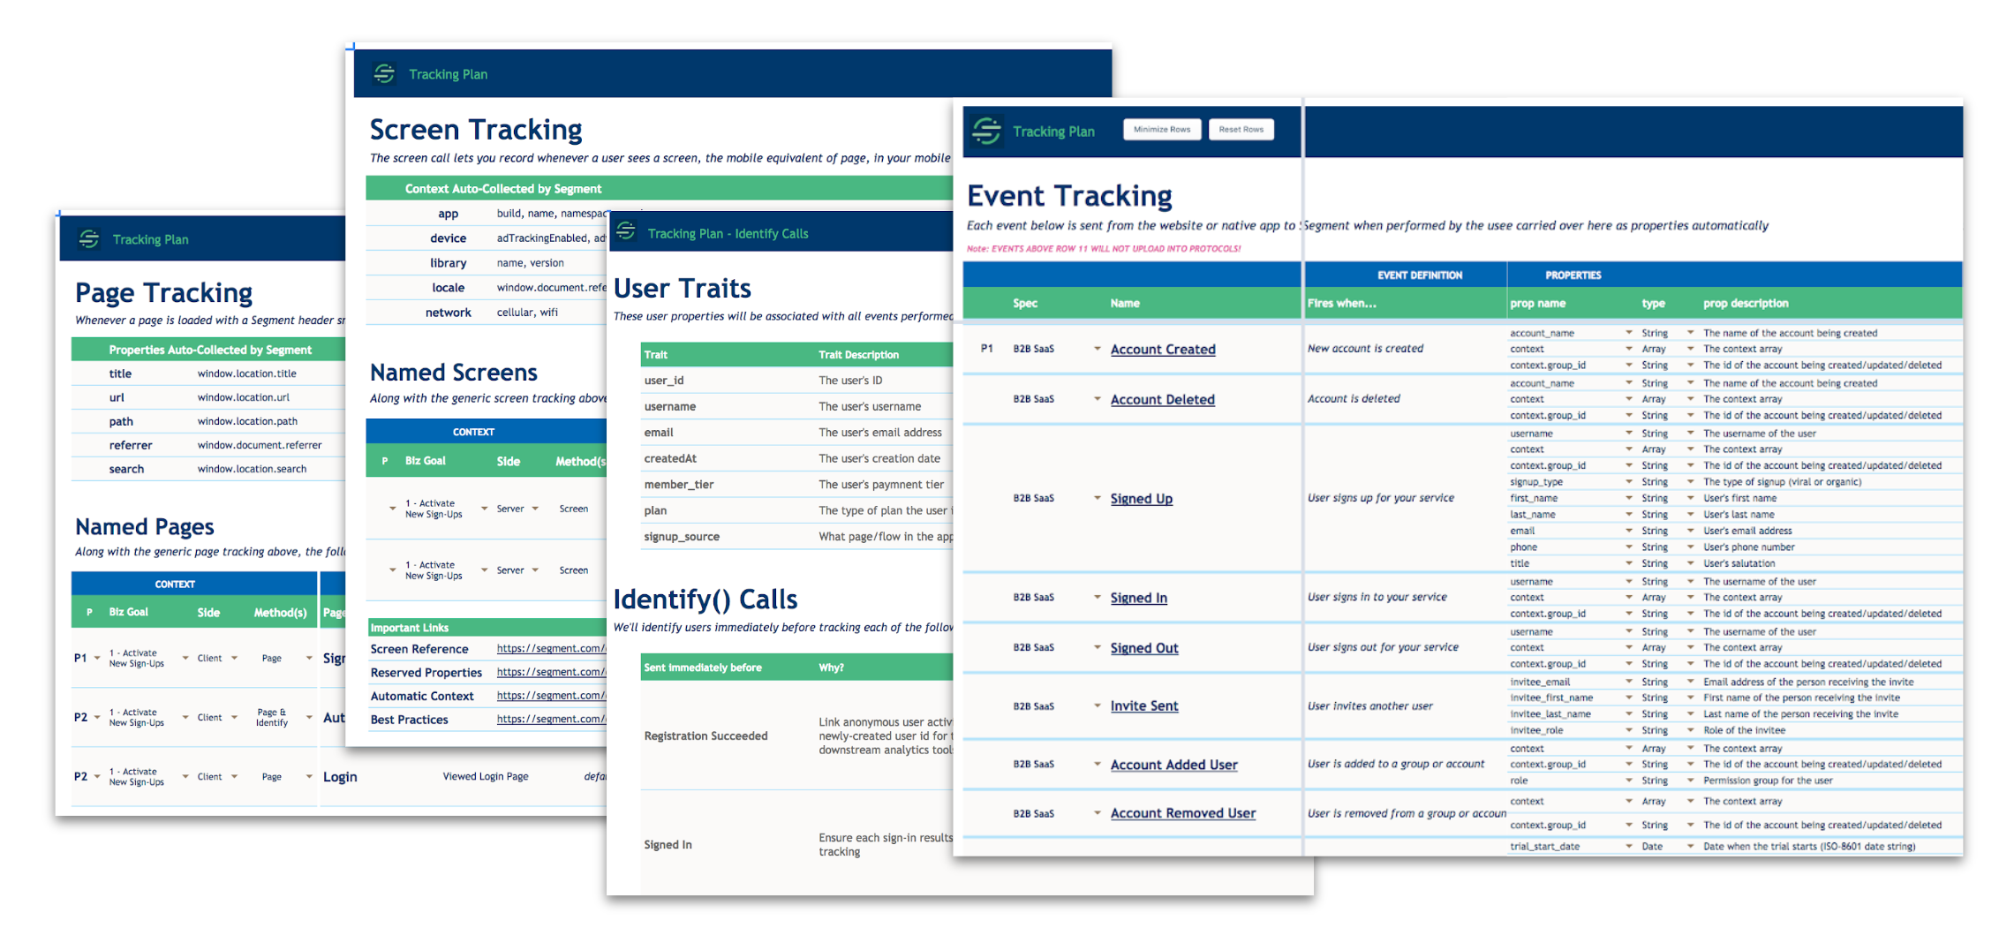 Tracking Plan
Page Tracking
Whenever a page is loaded with a Segment header
Properties Auto-Collected by Segment
title window.location.title
url window.location.url
path window.location.path
referrer window.document.referrer
search window.location.search
Named Pages
Along with the generic page tracking above, the
CONTEXT
P Biz Goal Side Method(s) Page
P1 1 - Activate New Sign-Ups Client Page
P2 1 - Activate New Sign-Ups Client Page & Identify
P2 1 - Activate New Sign-Ups Client Page Login Viewed Login Page
Tracking Plan
Screen Tracking
The screen call lets you record whenever a user sees a screen, the mobile equivalent of page, in your mobile
Context Auto-Collected by Segment
app build, name,
device adTrackingEnabled,
library name, version
locale
network cellular, wifi
Named Screens
Along with the generic screen tracking above
CONTEXT
P Biz Goal Side Method(s
1 - Activate New Sign-Ups Server Screen
1 - Activate New Sign-Ups Server Screen
Important Links
Screen Reference https://segment.com/
Reserved Properties https://segment.com/
Automatic Context https://segment.com/
Best Practices https://segment.com/
Tracking Plan - Identify Calls
User Traits
These user properties will be associated with all events performed
Trait Trait Description
user_id The user's ID
username The user's username
email The user's email address
createdAt The user's creation date
member_tier The user's paymnent tier
plan The type of plan the user
signup_source What page/flow in the app
Identify() Calls
We'll identify users immediately before tracking each of the
Sent immediately before Why?
Registration Succeeded
Link anonymous user
newly-created user id for
downstream analytics
Signed In
Ensure each sign-in results
tracking
Tracking Plan Minimize Rows Reset Rows
Event Tracking
Each event below is sent from the website or native app to Segment when performed by the usee carried over here as properties automatically
Note: EVENTS ABOVE ROW 11 WILL NOT UPLOAD INTO PROTOCOLS!
EVENT DEFINITION PROPERTIES
Spec Name Fires when... prop name type prop description
account_name String The name of the account being created
P1 B2B SaaS Account Created New account is created context Array The context array
context.group_id String The id of the account being created/updated/deleted
account_name String The name of the account being created
B2B SaaS Account Deleted Account is deleted context Array The context array
context.group_id String The id of the account being created/updated/deleted
username String The username of the user
context Array The context array
context.group_id String The id of the account being created/updated/deleted
signup_type String The type of signup (viral or organic)
B2B SaaS Signed Up User signs up for your service first_name String User's first name
last_name String User's last name
email String User's email address
phone String User's phone number
title String User's salutation
username String The username of the user
B2B SaaS Signed In User signs in to your service context Array The context array
context.group_id String The id of the account being created/updated/deleted
username String The username of the user
B2B SaaS Signed Out User signs out for your service context Array The context array
context.group_id String The id of the account being created/updated/deleted
invitee_email String Email address of the person receiving the invite
invitee_first_name String First name of the person receiving the invite
B2B SaaS Invite Sent User invites another user invitee_last_name String Last name of the person receiving the invite
invitee_role String Role of the invitee
context Array The context array
B2B SaaS Account Added User User is added to a group or account context.group_id String The id of the account being created/updated/deleted
role String Permission group for the user
context Array The context array
B2B SaaS Account Removed User User is removed from a group or accoun
context.group_id String The id of the account being created/updated/deleted
trial_start_date Date Date when the trial starts (ISO-8601 date string)